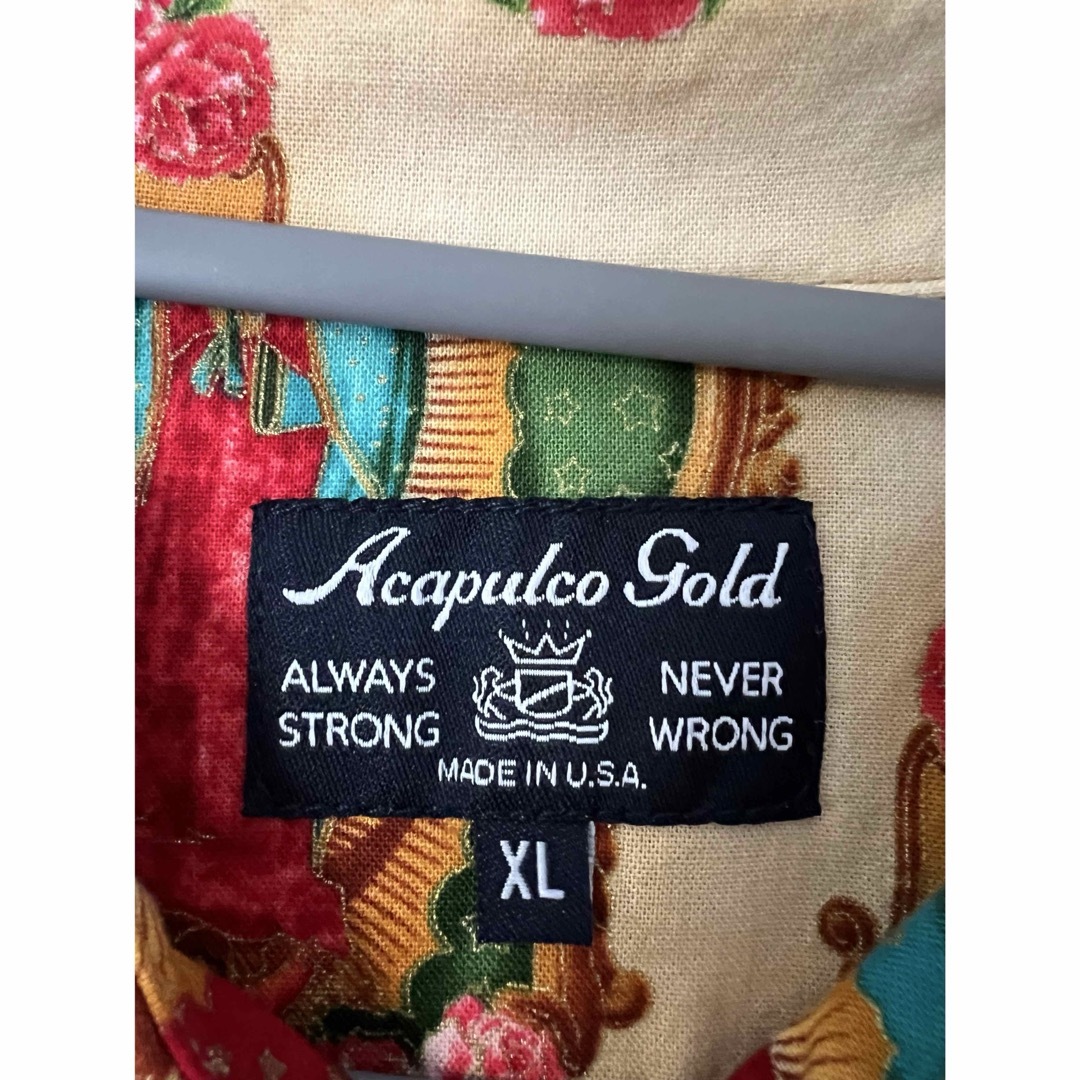 Acapulco Gold
ALWAYS STRONG
NEVER WRONG
MADE IN U.S.A.
XL